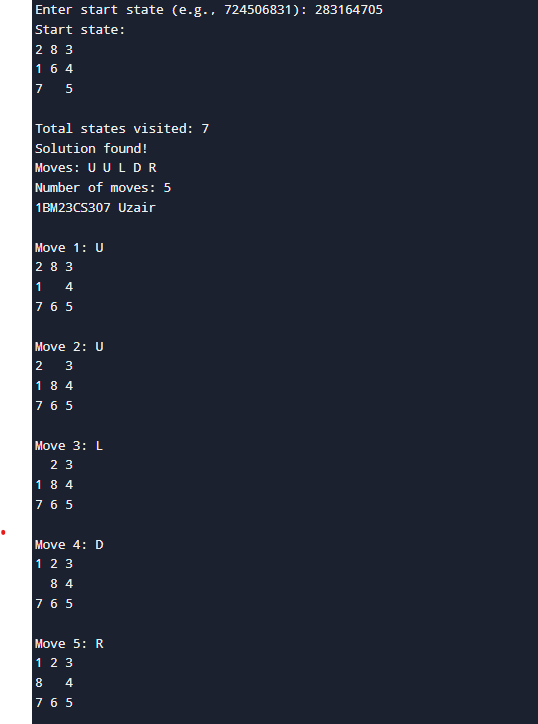 Enter start state (e.g., 724506831): 283164705
Start state:
2 8 3
1 6 4
7   5

Total states visited: 7
Solution found!
Moves: U U L D R
Number of moves: 5
1BM23CS307 Uzair

Move 1: U
2 8 3
1   4
7 6 5

Move 2: U
2   3
1 8 4
7 6 5

Move 3: L
  2 3
1 8 4
7 6 5

Move 4: D
1 2 3
  8 4
7 6 5

Move 5: R
1 2 3
8   4
7 6 5